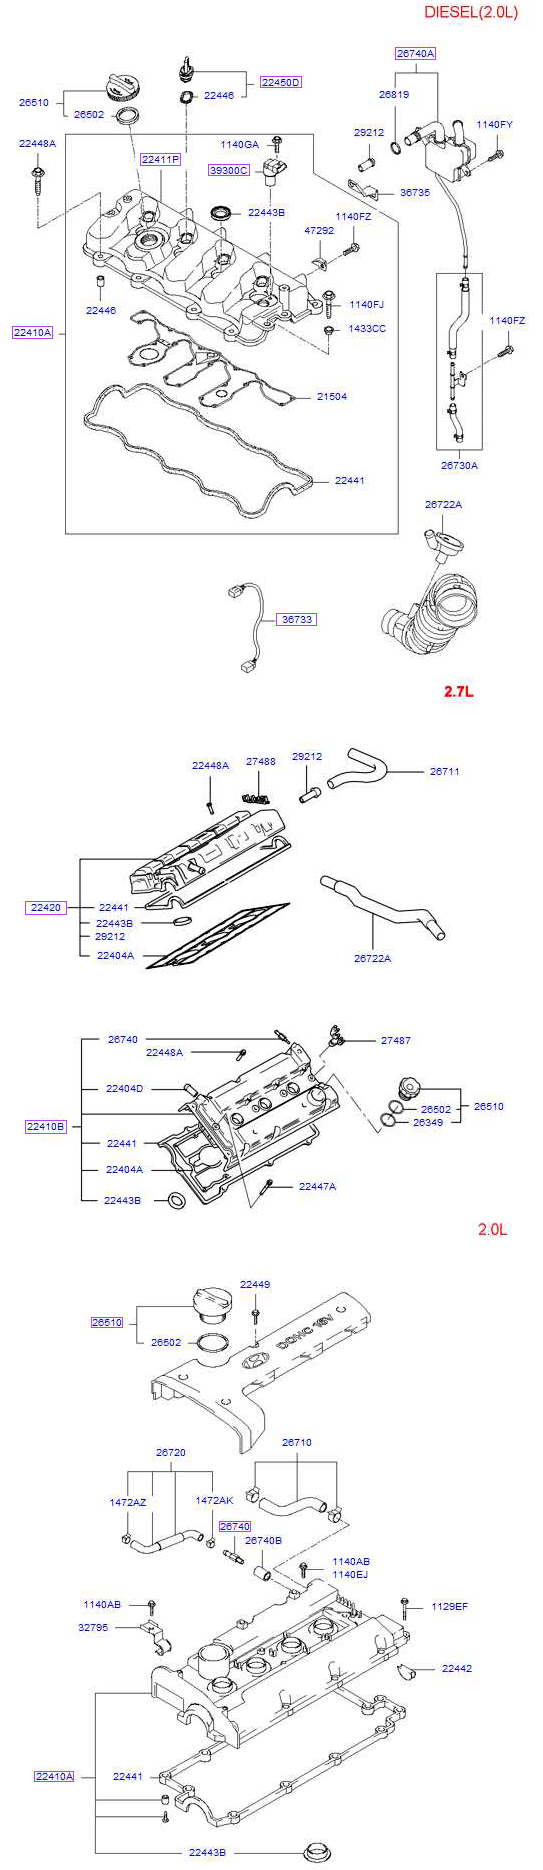 DIESEL(2.0L)
26740A
22450D
26510
22446
26819
26502
1140FY
29212
22448A
1140GA
22411P
39300C
36735
22443B
1140FZ
47292
22446
1140FJ
1140FZ
22410A
1433CC
21504
26730A
22441
26722A
36733
2.7L
29212
27488
22448A
26711
22420
22441
22443B
29212
22404A
26722A
26740
27487
22448A
22404D
26502
26510
26349
22410B
22441
22404A
22447A
22443B
2.0L
22449
26510
26502
DOHC 16V
26710
26720
1472AZ
1472AK
26740
26740B
1140AB
1140EJ
1140AB
1129EF
32795
22442
22410A
22441
22443B